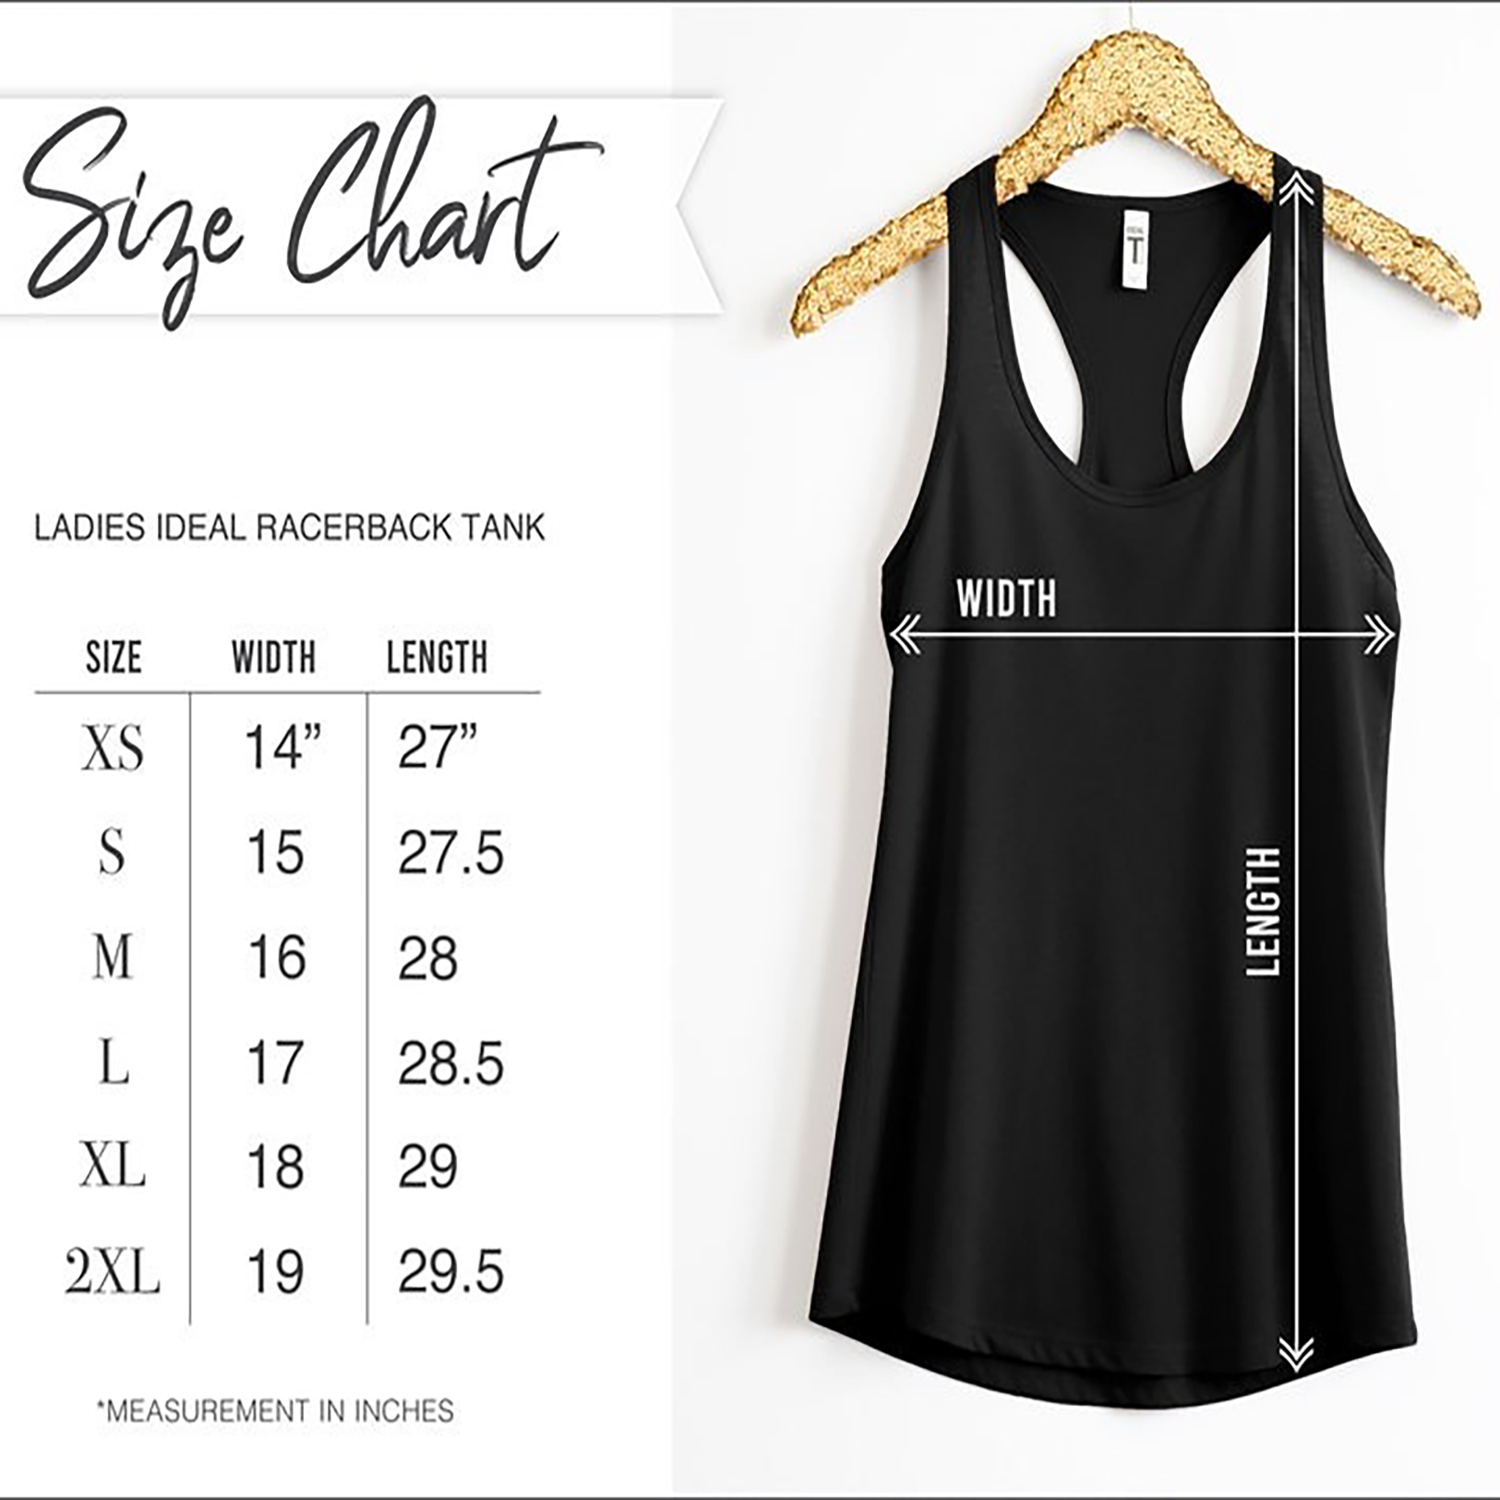 Size Chart
LADIES IDEAL RACERBACK TANK
SIZE WIDTH LENGTH
XS 14” 27”
S 15 27.5
M 16 28
L 17 28.5
XL 18 29
2XL 19 29.5
*MEASUREMENT IN INCHES
T
WIDTH
LENGTH